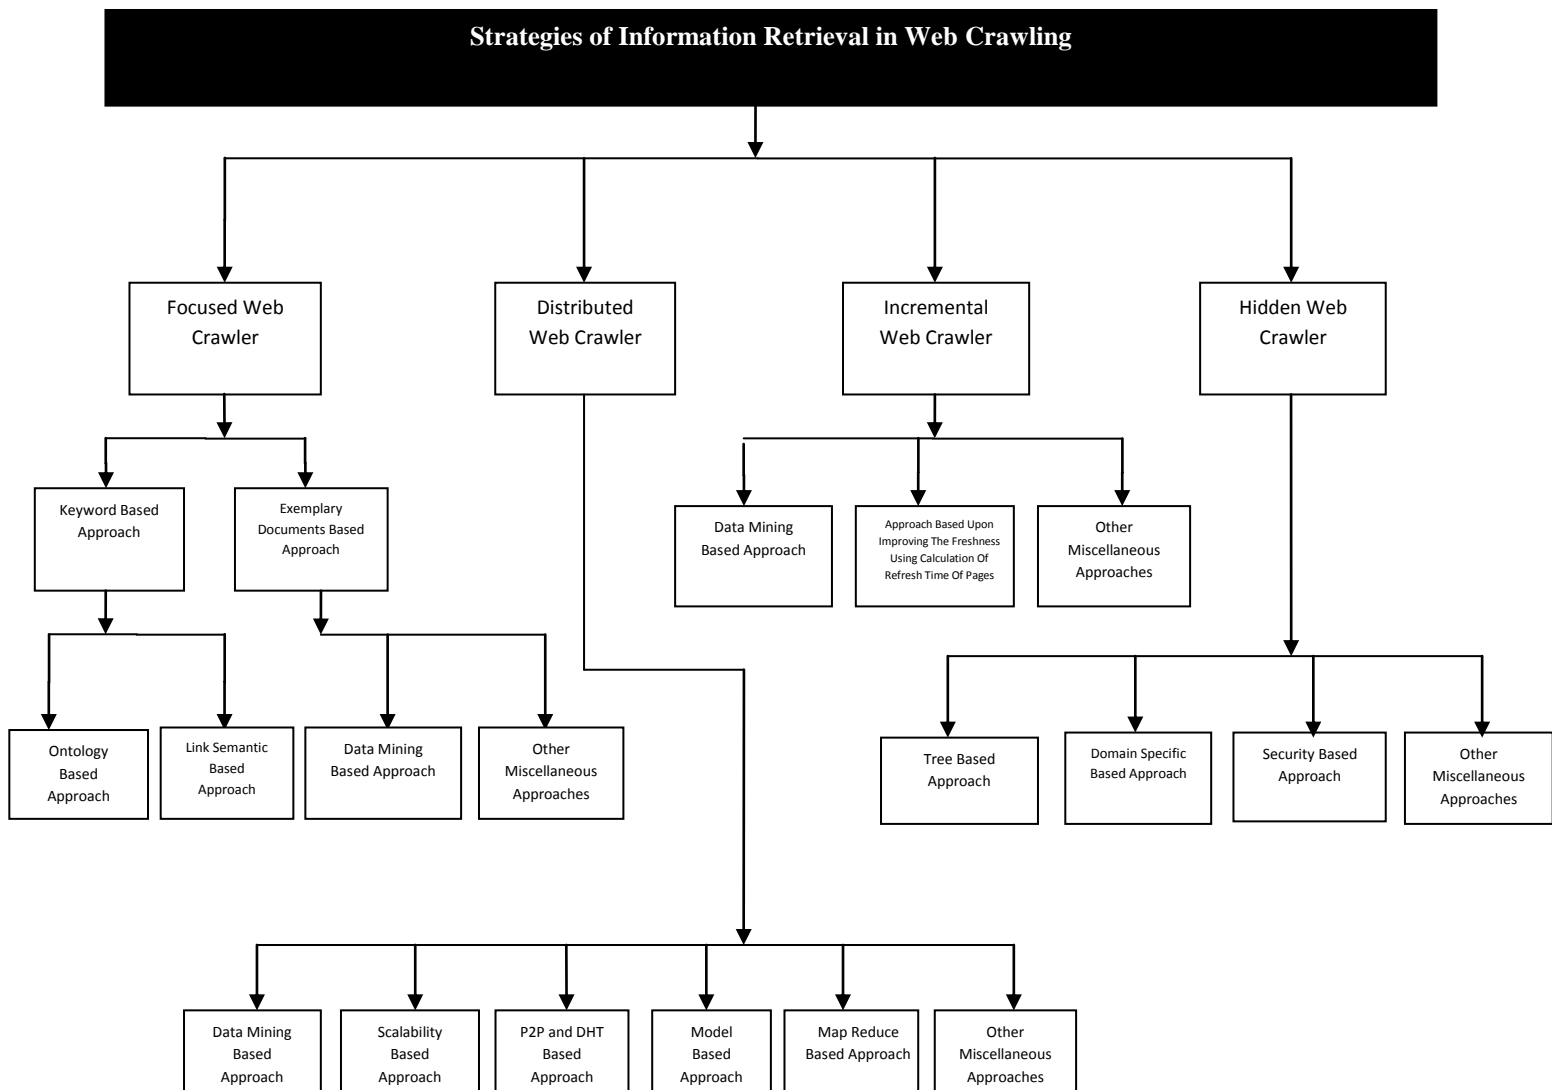 Strategies of Information Retrieval in Web Crawling
Focused Web
Crawler
Distributed
Web Crawler
Incremental
Web Crawler
Hidden Web
Crawler
Keyword Based
Approach
Exemplary
Documents Based
Approach
Data Mining
Based Approach
Approach Based Upon
Improving The Freshness
Using Calculation Of
Refresh Time Of Pages
Other
Miscellaneous
Approaches
Ontology
Based
Approach
Link Semantic
Based
Approach
Data Mining
Based Approach
Other
Miscellaneous
Approaches
Tree Based
Approach
Domain Specific
Based Approach
Security Based
Approach
Other
Miscellaneous
Approaches
Data Mining
Based
Approach
Scalability
Based
Approach
P2P and DHT
Based
Approach
Model
Based
Approach
Map Reduce
Based Approach
Other
Miscellaneous
Approaches